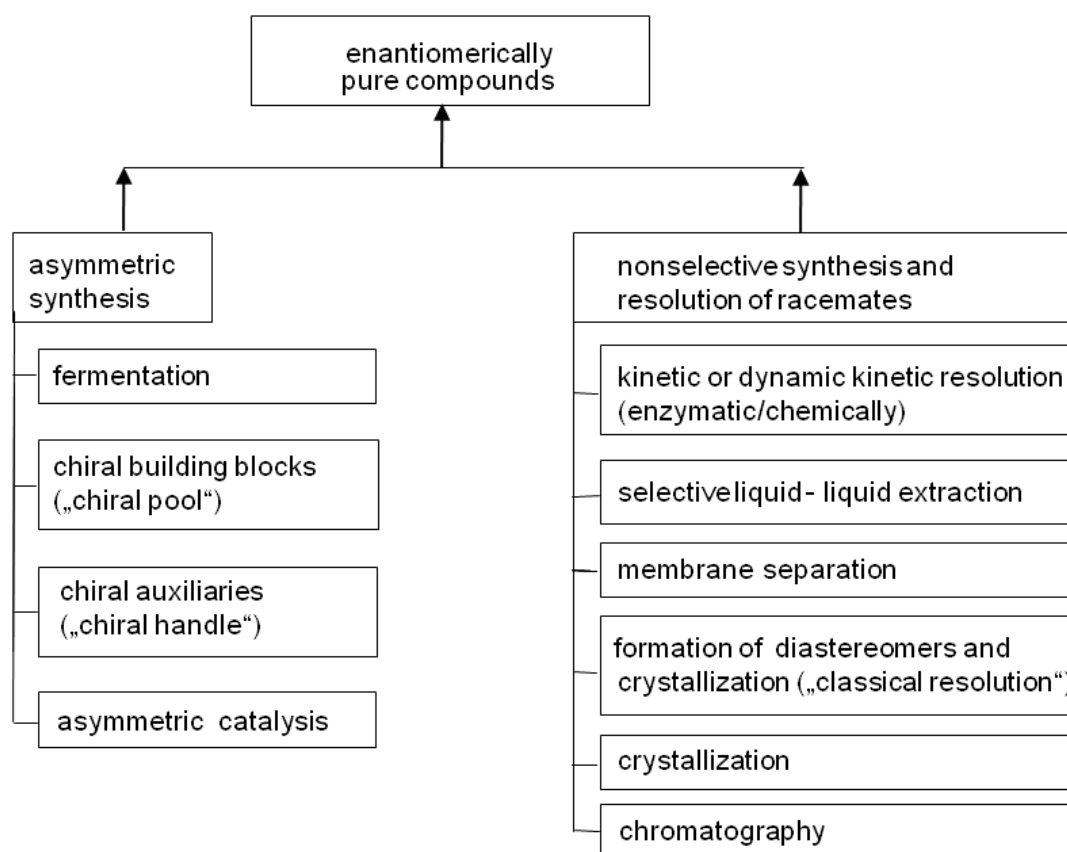 enantiomerically
pure compounds
asymmetric
synthesis
fermentation
chiral building blocks
(„chiral pool“)
chiral auxiliaries
(„chiral handle“)
asymmetric catalysis
nonselective synthesis and
resolution of racemates
kinetic or dynamic kinetic resolution
(enzymatic/chemically)
selective liquid - liquid extraction
membrane separation
formation of diastereomers and
crystallization („classical resolution“)
crystallization
chromatography